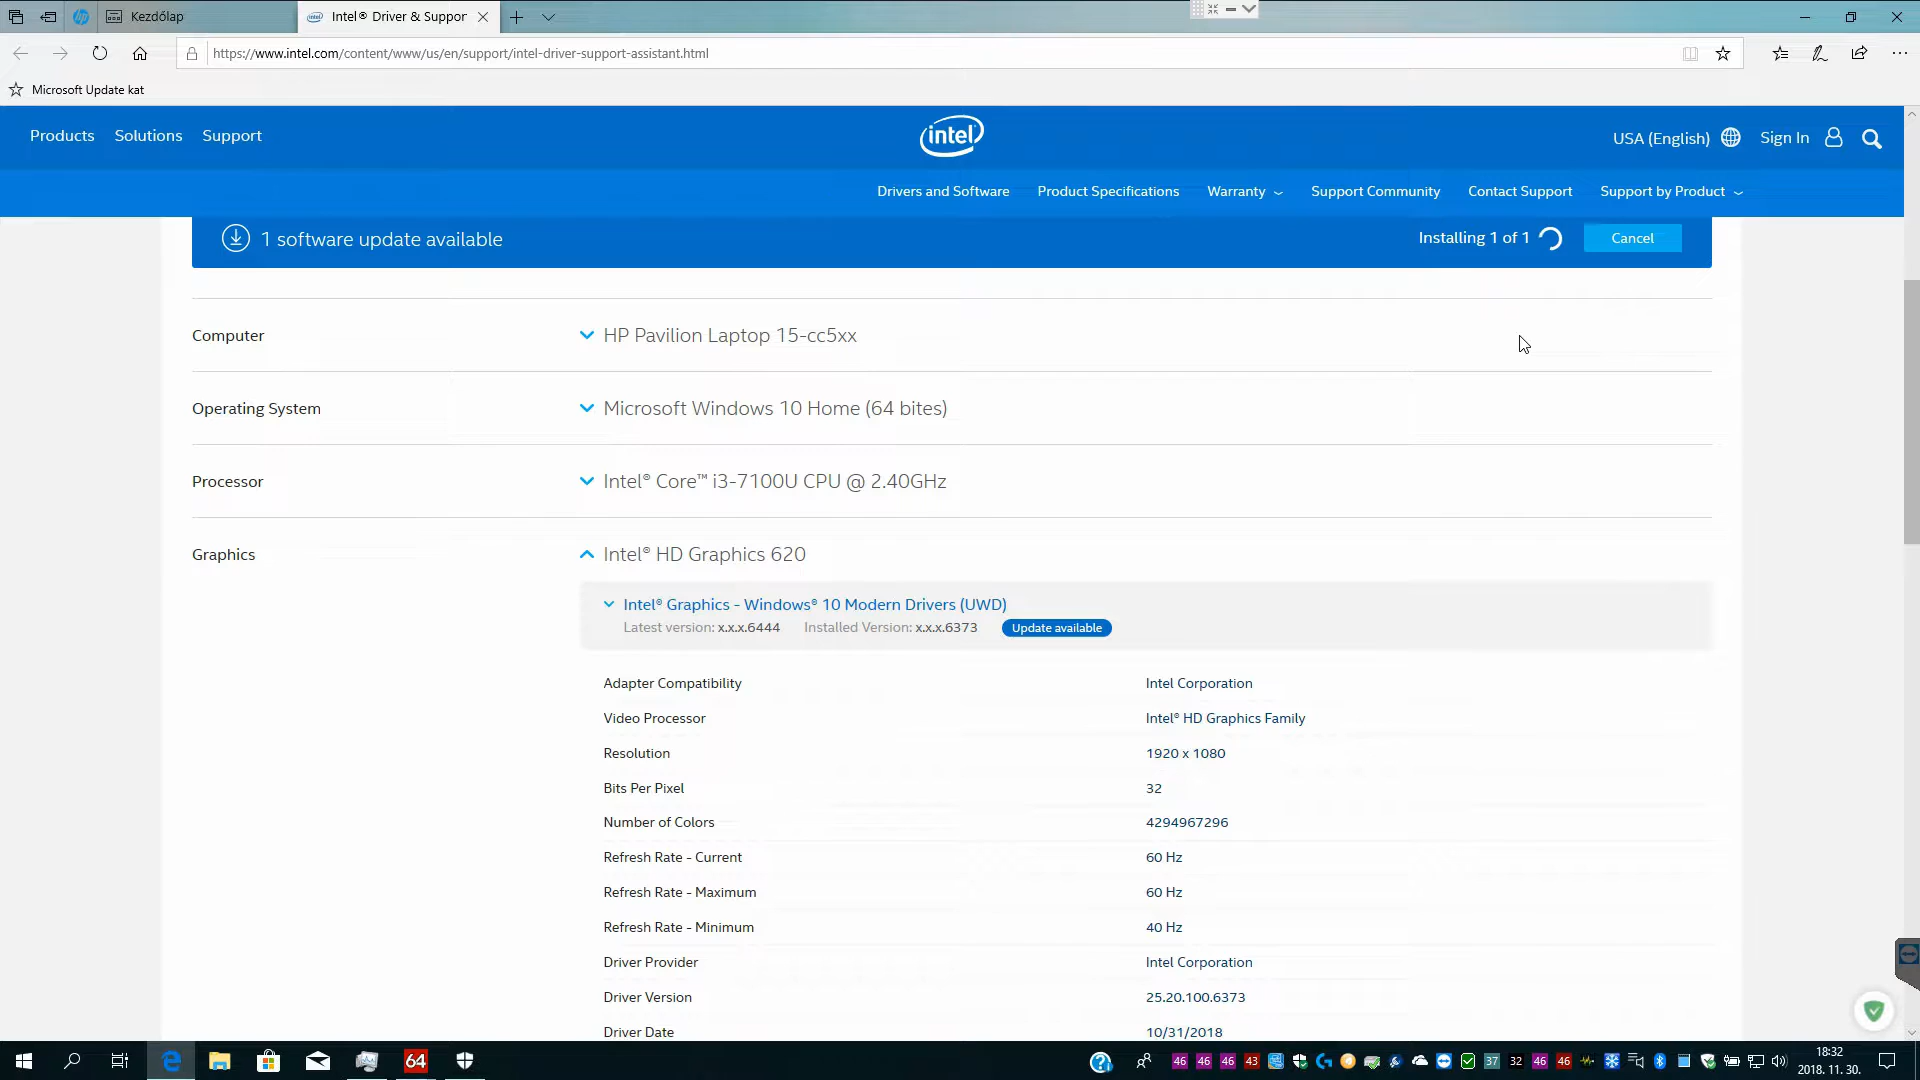 Kezdőlap
Intel® Driver & Suppor
https://www.intel.com/content/www/us/en/support/intel-driver-support-assistant.html
Microsoft Update kat
Products Solutions Support
intel
USA (English) Sign In
Drivers and Software Product Specifications Warranty Support Community Contact Support Support by Product
1 software update available
Installing 1 of 1 Cancel
Computer HP Pavilion Laptop 15-cc5xx
Operating System Microsoft Windows 10 Home (64 bites)
Processor Intel® Core™ i3-7100U CPU @ 2.40GHz
Graphics Intel® HD Graphics 620
Intel® Graphics - Windows® 10 Modern Drivers (UWD)
Latest version: x.x.x.6444 Installed Version: x.x.x.6373 Update available
Adapter Compatibility Intel Corporation
Video Processor Intel® HD Graphics Family
Resolution 1920 x 1080
Bits Per Pixel 32
Number of Colors 4294967296
Refresh Rate - Current 60 Hz
Refresh Rate - Maximum 60 Hz
Refresh Rate - Minimum 40 Hz
Driver Provider Intel Corporation
Driver Version 25.20.100.6373
Driver Date 10/31/2018
64 46 46 46 43 37 32 46 46 18:32
2018. 11. 30.